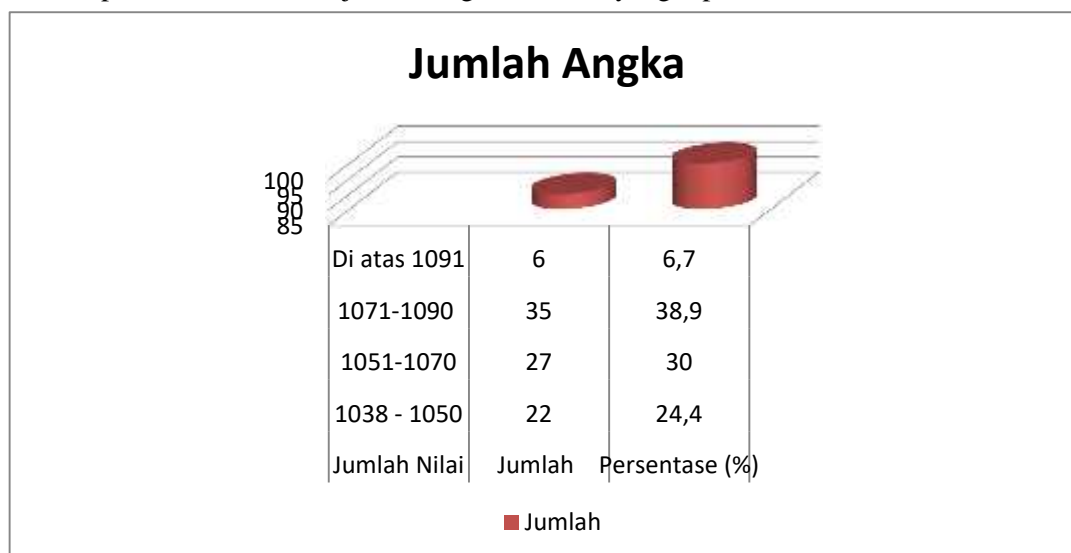 Jumlah Angka
100
95
90
85
Di atas 1091 6 6,7
1071-1090 35 38,9
1051-1070 27 30
1038 - 1050 22 24,4
Jumlah Nilai Jumlah Persentase (%)
Jumlah